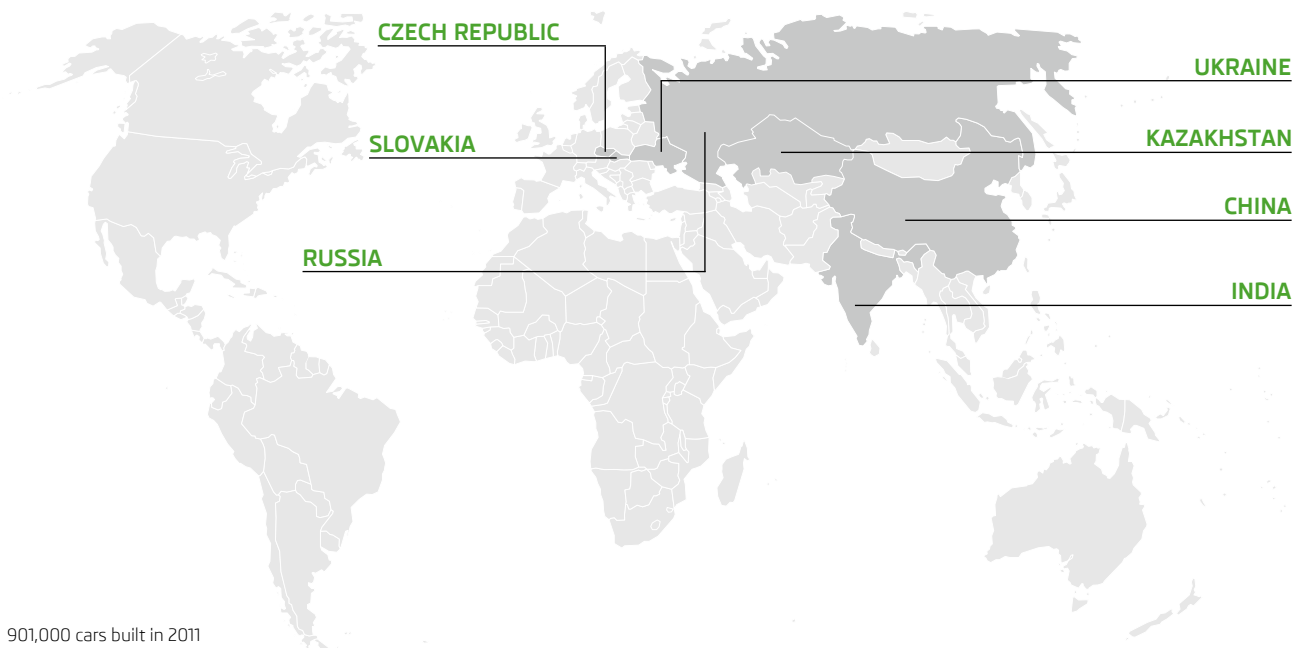 CZECH REPUBLIC
UKRAINE
SLOVAKIA
KAZAKHSTAN
CHINA
RUSSIA
INDIA
901,000 cars built in 2011